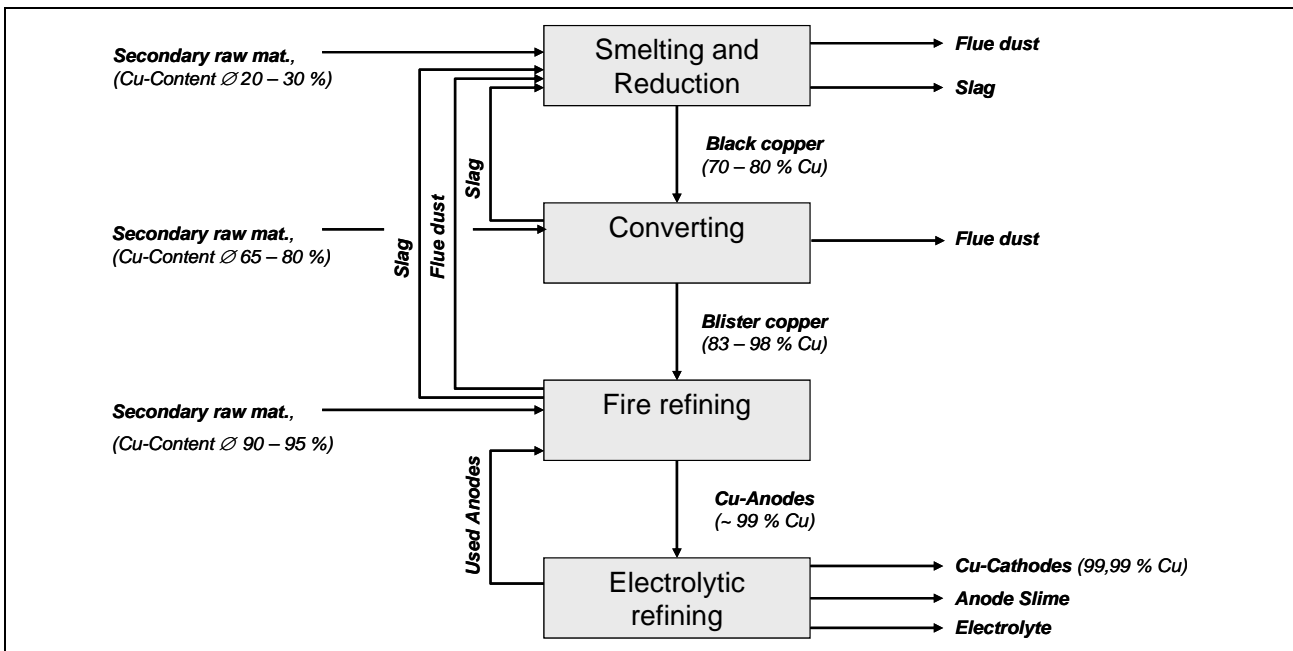 Secondary raw mat.,
(Cu-Content ∅ 20 – 30 %)
Smelting and
Reduction
Flue dust
Slag
Black copper
(70 – 80 % Cu)
Slag
Flue dust
Slag
Secondary raw mat.,
(Cu-Content ∅ 65 – 80 %)
Converting
Flue dust
Blister copper
(83 – 98 % Cu)
Secondary raw mat.,
(Cu-Content ∅ 90 – 95 %)
Fire refining
Used Anodes
Cu-Anodes
(~ 99 % Cu)
Electrolytic
refining
Cu-Cathodes (99,99 % Cu)
Anode Slime
Electrolyte